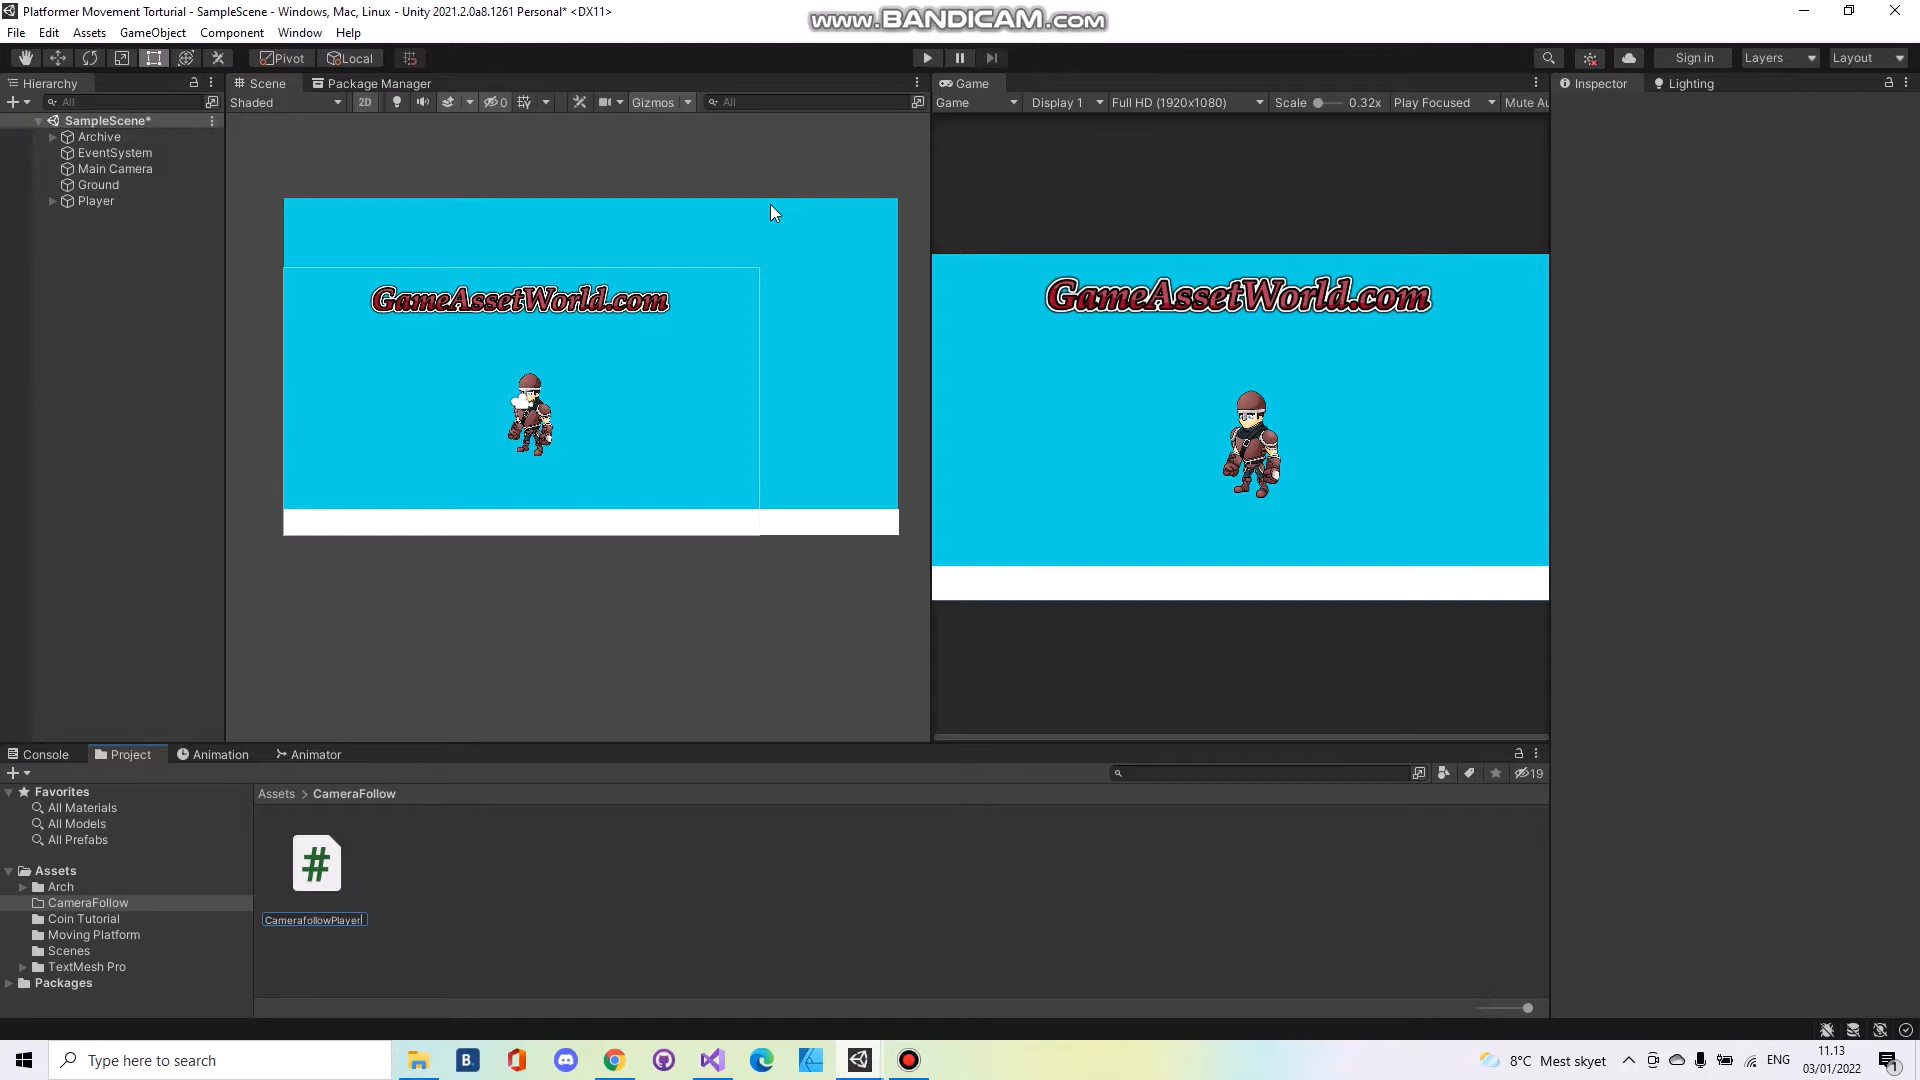 Platformer Movement Torturial - SampleScene - Windows, Mac, Linux - Unity 2021.2.0a8.1261 Personal* <DX11>
www.BANDICAM.com
File Edit Assets GameObject Component Window Help
Pivot Local
Sign in Layers Layout
Hierarchy
Scene Package Manager
Game
Inspector Lighting
All
Shaded 2D 0 Gizmos All
Game Display 1 Full HD (1920x1080) Scale 0.32x Play Focused Mute Au
SampleScene*
Archive
EventSystem
Main Camera
Ground
Player
GameAssetWorld.com
GameAssetWorld.com
Console Project Animation Animator
19
Favorites
All Materials
All Models
All Prefabs
Assets > CameraFollow
Assets
Arch
CameraFollow
Coin Tutorial
Moving Platform
Scenes
TextMesh Pro
Packages
#
CamerafollowPlayer
Type here to search
B.
8°C Mest skyet
ENG
11.13
03/01/2022
1